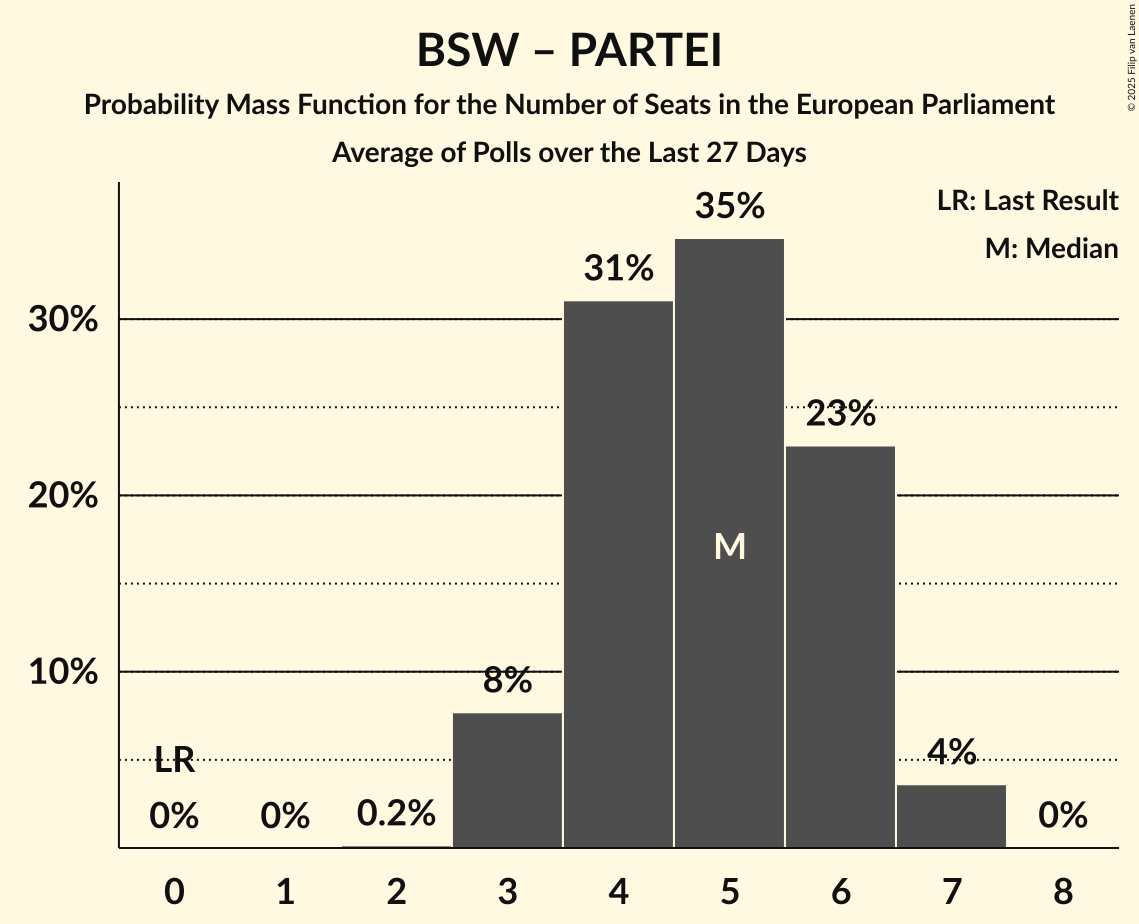 BSW – PARTEI
Probability Mass Function for the Number of Seats in the European Parliament
Average of Polls over the Last 27 Days
© 2025 Filip van Laenen
LR: Last Result
M: Median
35%
31%
30%
23%
20%
M
10%
8%
4%
LR
0%
0%
0.2%
0%
0 1 2 3 4 5 6 7 8